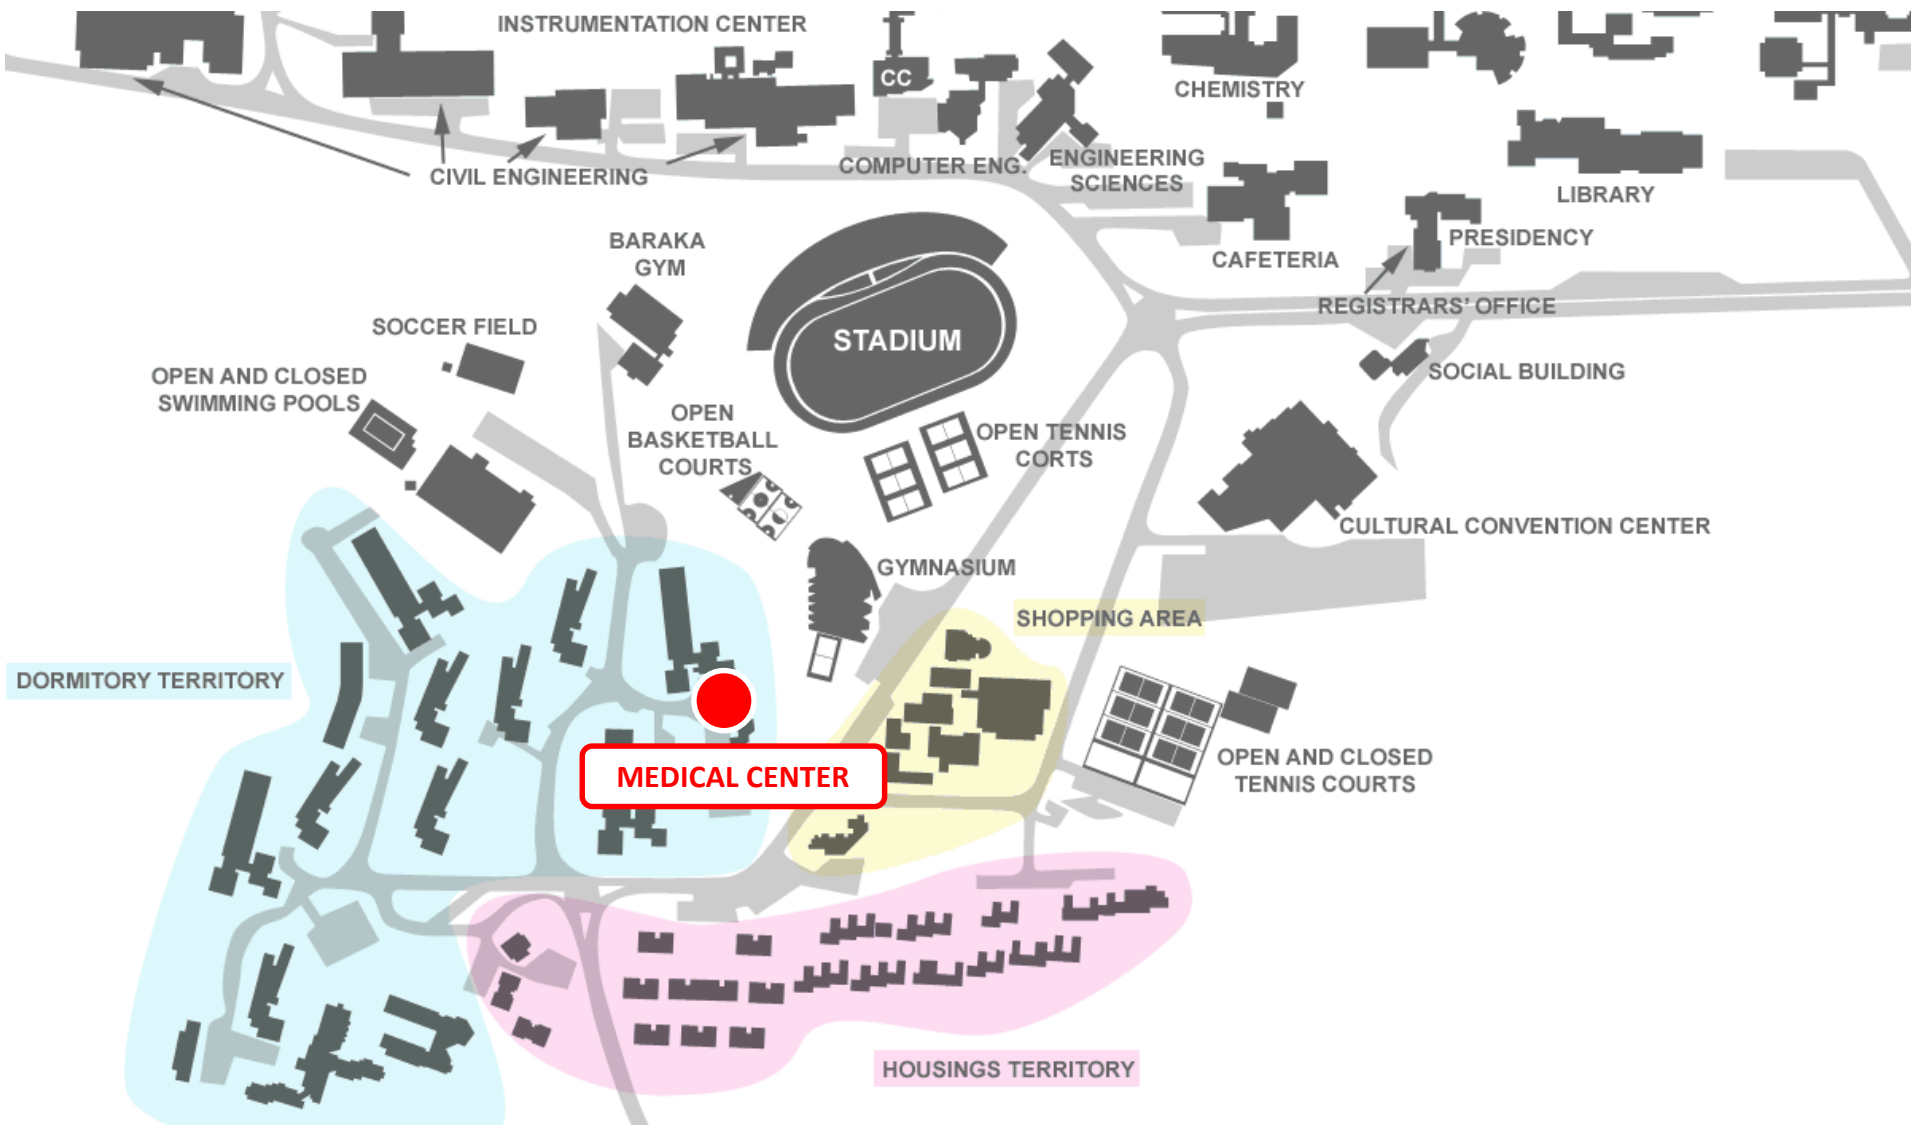 INSTRUMENTATION CENTER
CC
CHEMISTRY
CIVIL ENGINEERING
COMPUTER ENG.
ENGINEERING
SCIENCES
LIBRARY
BARAKA
GYM
CAFETERIA
PRESIDENCY
REGISTRARS' OFFICE
SOCCER FIELD
STADIUM
SOCIAL BUILDING
OPEN AND CLOSED
SWIMMING POOLS
OPEN
BASKETBALL
COURTS
OPEN TENNIS
CORTS
CULTURAL CONVENTION CENTER
GYMNASIUM
SHOPPING AREA
DORMITORY TERRITORY
MEDICAL CENTER
OPEN AND CLOSED
TENNIS COURTS
HOUSINGS TERRITORY